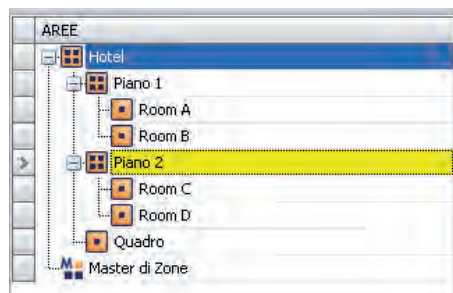 AREE
Hotel
Piano 1
Room A
Room B
Piano 2
Room C
Room D
Quadro
Master di Zone